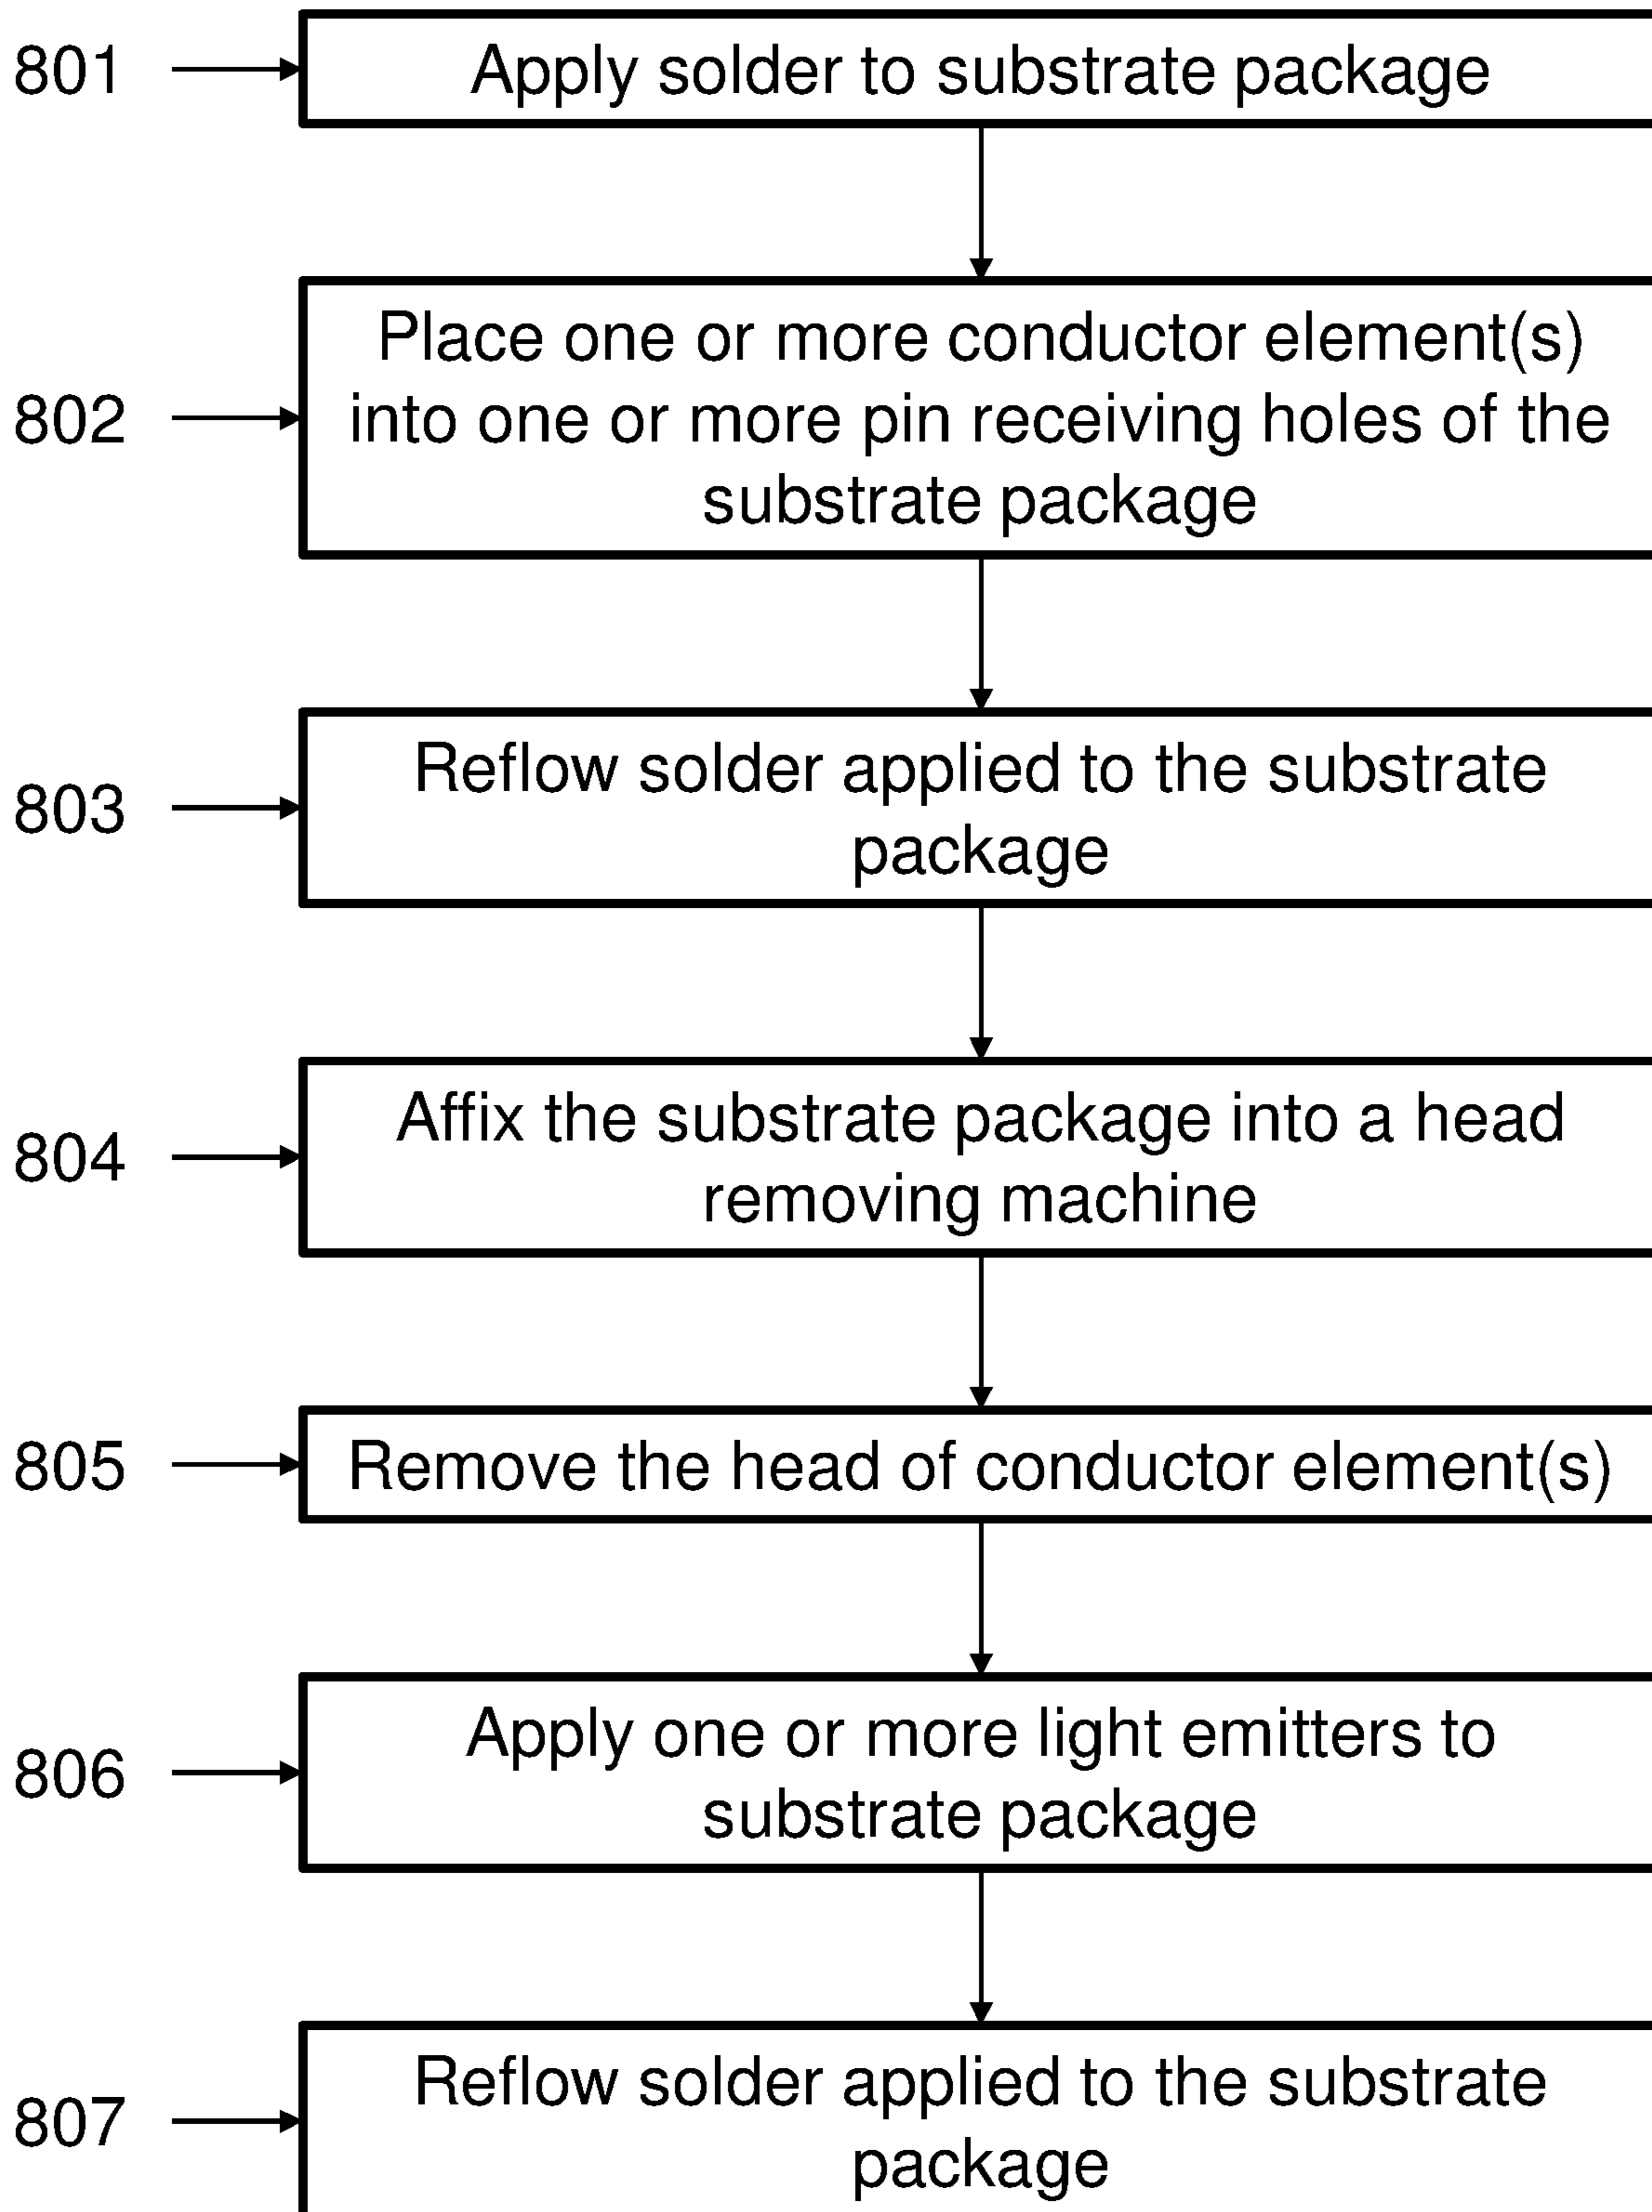 801
Apply solder to substrate package
802
Place one or more conductor element(s)
into one or more pin receiving holes of the
substrate package
803
Reflow solder applied to the substrate
package
804
Affix the substrate package into a head
removing machine
805
Remove the head of conductor element(s)
806
Apply one or more light emitters to
substrate package
807
Reflow solder applied to the substrate
package